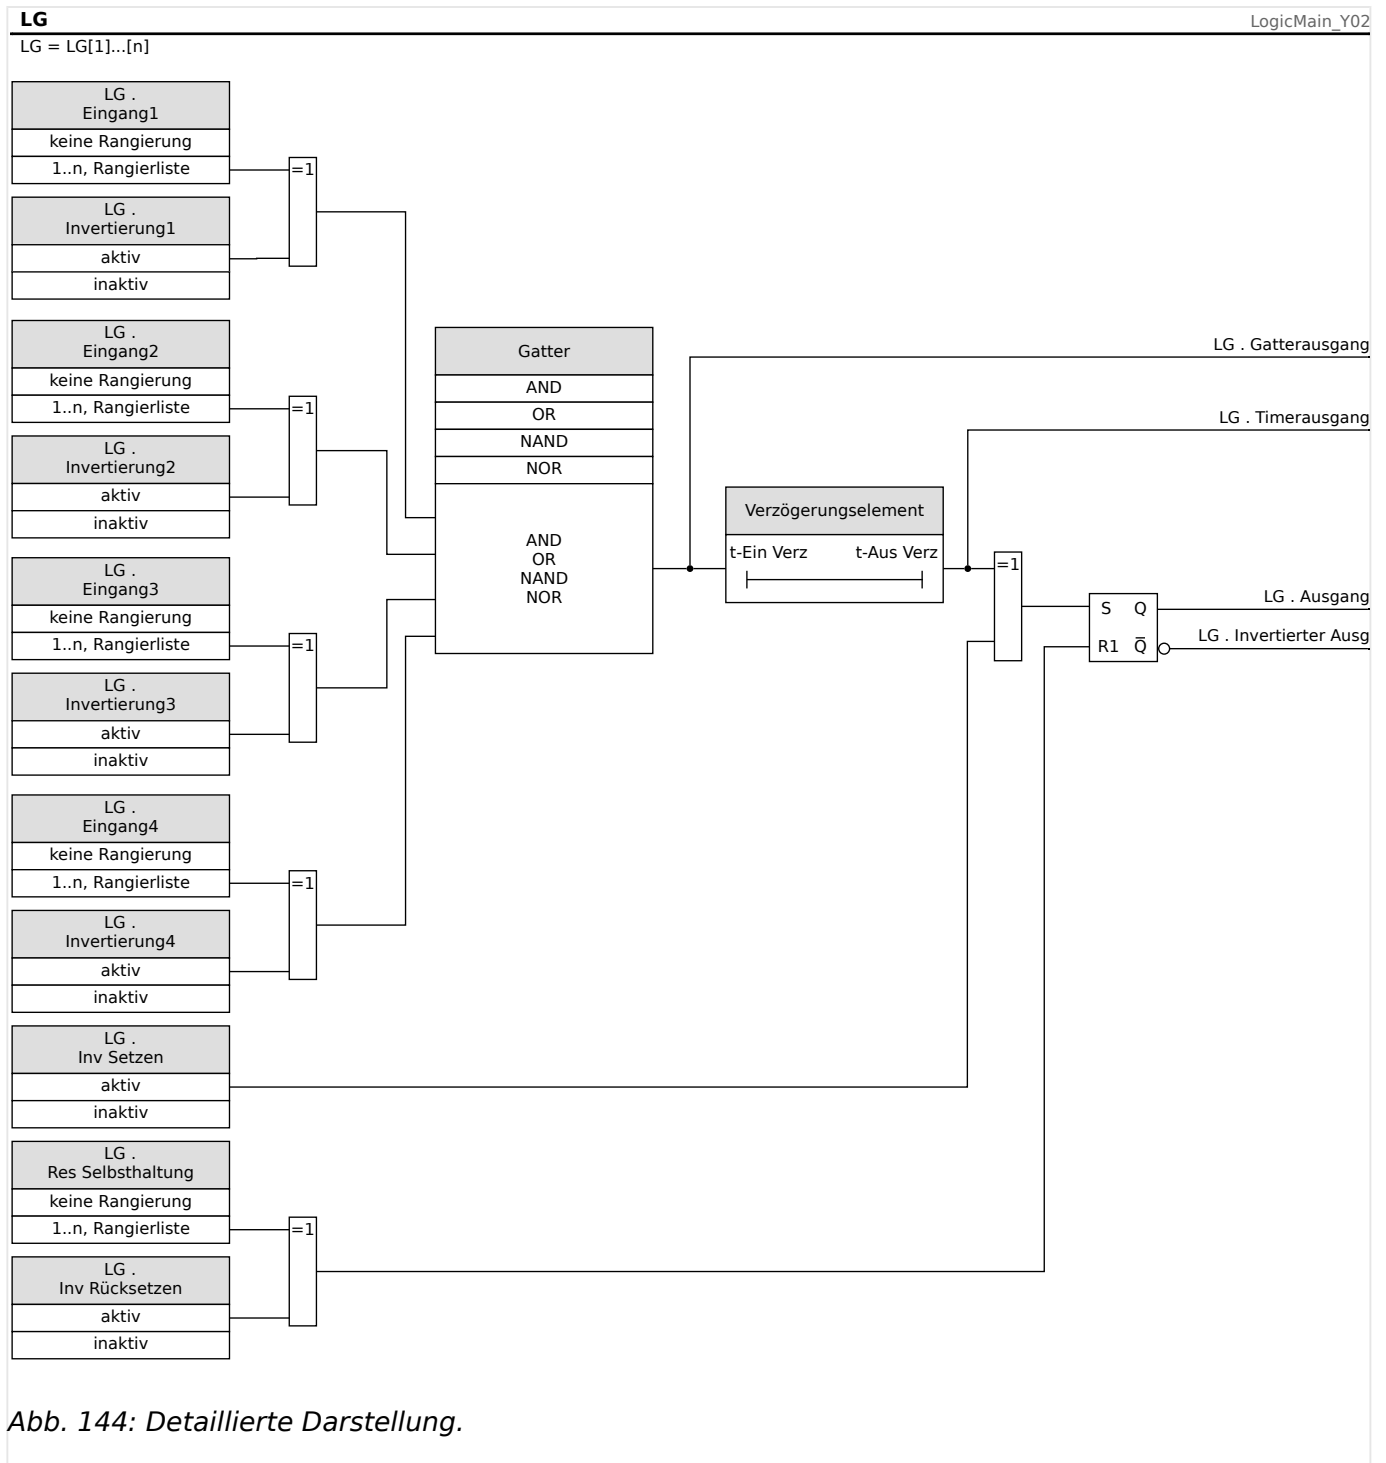 LG
LogicMain_Y02
LG = LG[1]...[n]
LG .
Eingang1
keine Rangierung
1..n, Rangierliste
=1
LG .
Invertierung1
aktiv
inaktiv
LG .
Eingang2
keine Rangierung
1..n, Rangierliste
=1
LG .
Invertierung2
aktiv
inaktiv
LG .
Eingang3
keine Rangierung
1..n, Rangierliste
=1
LG .
Invertierung3
aktiv
inaktiv
LG .
Eingang4
keine Rangierung
1..n, Rangierliste
=1
LG .
Invertierung4
aktiv
inaktiv
LG .
Inv Setzen
aktiv
inaktiv
LG .
Res Selbsthaltung
keine Rangierung
1..n, Rangierliste
=1
LG .
Inv Rücksetzen
aktiv
inaktiv
Gatter
AND
OR
NAND
NOR
AND
OR
NAND
NOR
LG . Gatterausgang
LG . Timerausgang
Verzögerungselement
t-Ein Verz t-Aus Verz
=1
S Q
R1 Q̅
LG . Ausgang
LG . Invertierter Ausg
Abb. 144: Detaillierte Darstellung.